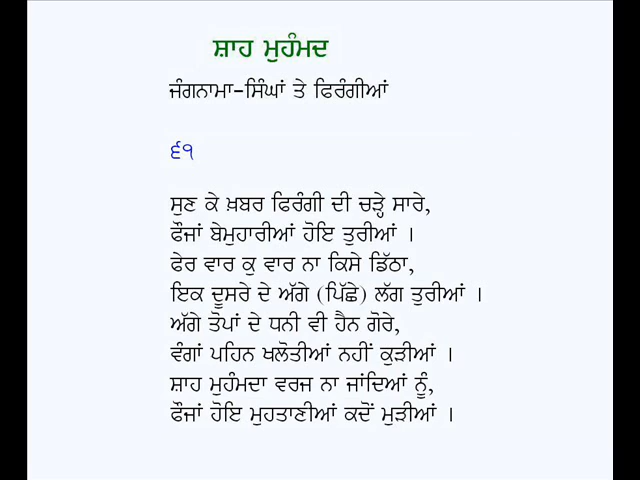 ਸ਼ਾਹ ਮੁਹੰਮਦ
ਜੰਗਨਾਮਾ-ਸਿੰਘਾਂ ਤੇ ਫਿਰੰਗੀਆਂ
੬੧
ਸੁਣ ਕੇ ਖ਼ਬਰ ਫਿਰੰਗੀ ਦੀ ਚੜ੍ਹੇ ਸਾਰੇ,
ਫੌਜਾਂ ਬੇਮੁਹਾਰੀਆਂ ਹੋਇ ਤੁਰੀਆਂ ।
ਫੇਰ ਵਾਰ ਕੁ ਵਾਰ ਨਾ ਕਿਸੇ ਡਿੱਠਾ,
ਇਕ ਦੂਸਰੇ ਦੇ ਅੱਗੇ (ਪਿੱਛੇ) ਲੱਗ ਤੁਰੀਆਂ ।
ਅੱਗੇ ਤੋਪਾਂ ਦੇ ਧਨੀ ਵੀ ਹੈਨ ਗੋਰੇ,
ਵੰਗਾਂ ਪਹਿਨ ਖਲੋਤੀਆਂ ਨਹੀਂ ਕੁੜੀਆਂ ।
ਸ਼ਾਹ ਮੁਹੰਮਦਾ ਵਰਜ ਨਾ ਜਾਂਦਿਆਂ ਨੂੰ,
ਫੌਜਾਂ ਹੋਇ ਮੁਹਤਾਣੀਆਂ ਕਦੋਂ ਮੁੜੀਆਂ ।